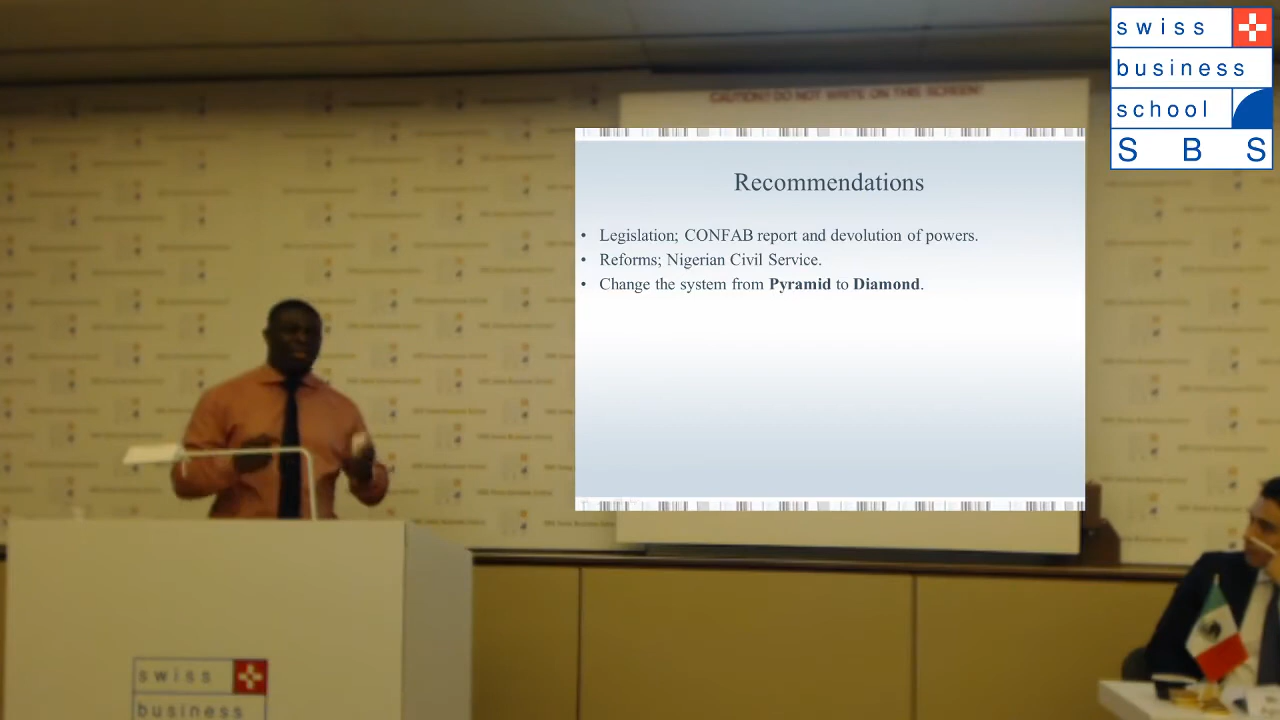 swiss
business
school
S B S
CAUTION! DO NOT WRITE ON THIS SCREEN!
Recommendations
• Legislation; CONFAB report and devolution of powers.
• Reforms; Nigerian Civil Service.
• Change the system from Pyramid to Diamond.
swiss
business